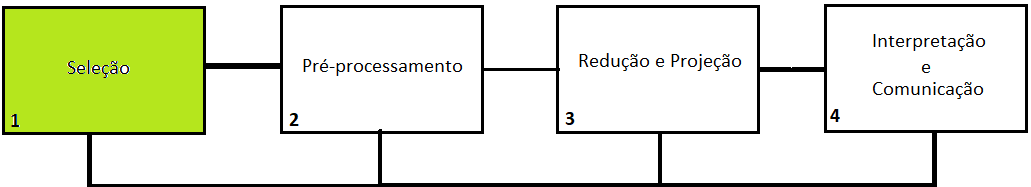 Seleção
1
Pré-processamento
2
Redução e Projeção
3
Interpretação
e
Comunicação
4